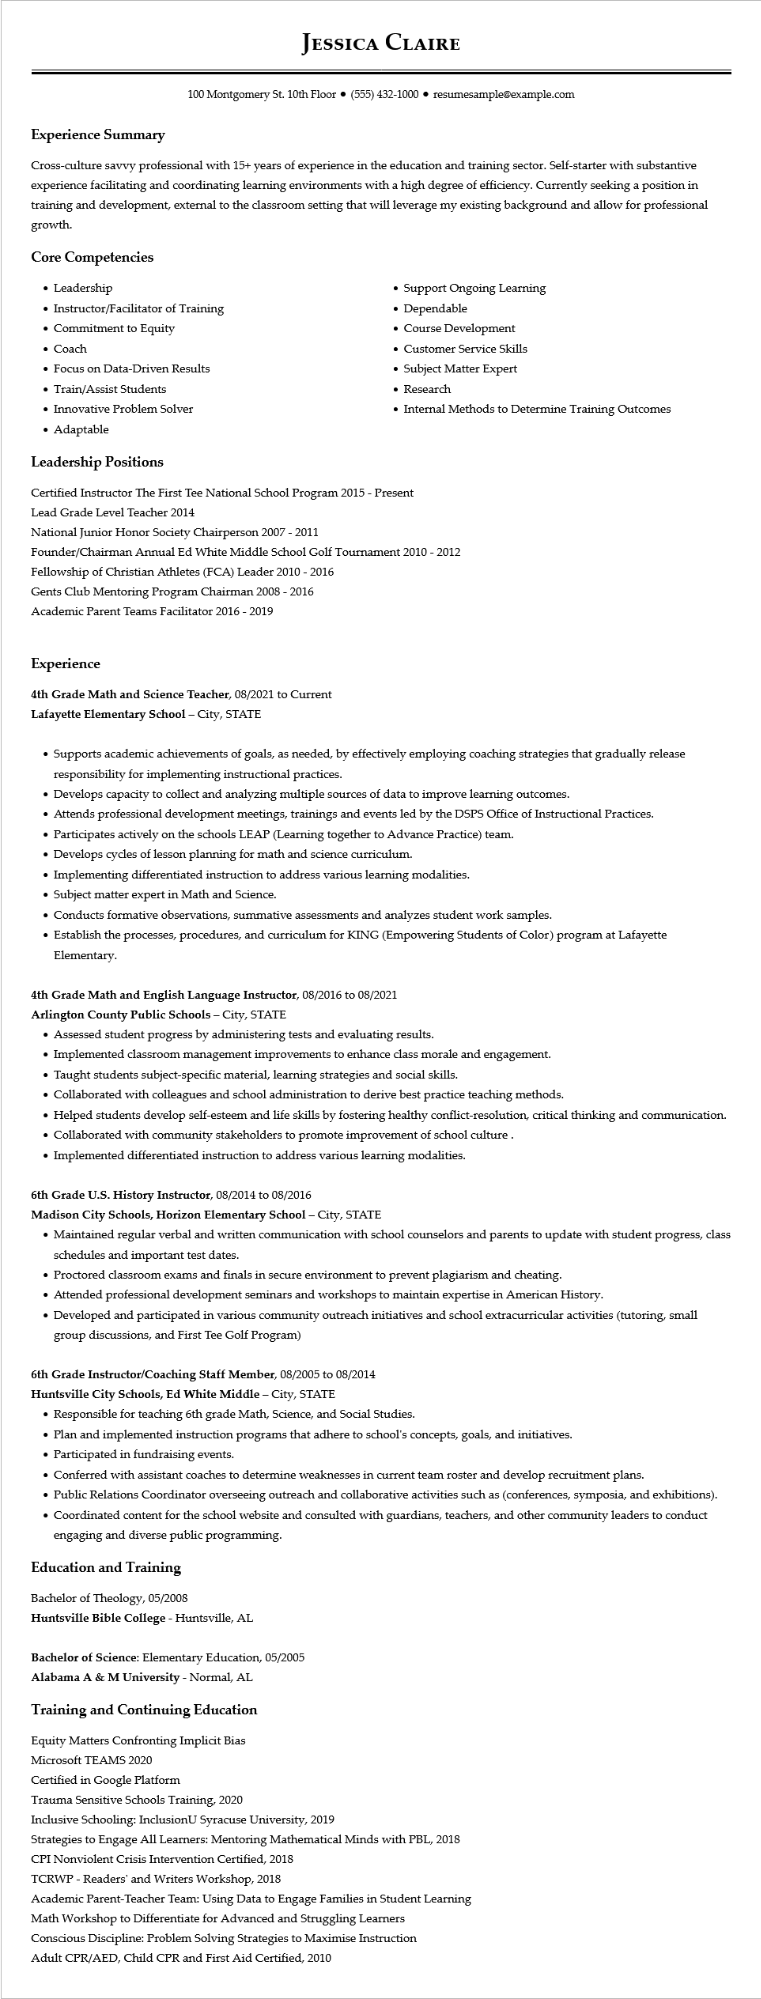 Jessica Claire
100 Montgomery St. 10th Floor ● (555) 432-1000 ● resumesample@example.com
Experience Summary
Cross-culture savvy professional with 15+ years of experience in the education and training sector. Self-starter with substantive
experience facilitating and coordinating learning environments with a high degree of efficiency. Currently seeking a position in
training and development, external to the classroom setting that will leverage my existing background and allow for professional
growth.
Core Competencies
• Leadership
• Instructor/Facilitator of Training
• Commitment to Equity
• Coach
• Focus on Data-Driven Results
• Train/Assist Students
• Innovative Problem Solver
• Adaptable
• Support Ongoing Learning
• Dependable
• Course Development
• Customer Service Skills
• Subject Matter Expert
• Research
• Internal Methods to Determine Training Outcomes
Leadership Positions
Certified Instructor The First Tee National School Program 2015 - Present
Lead Grade Level Teacher 2014
National Junior Honor Society Chairperson 2007 - 2011
Founder/Chairman Annual Ed White Middle School Golf Tournament 2010 - 2012
Fellowship of Christian Athletes (FCA) Leader 2010 - 2016
Gents Club Mentoring Program Chairman 2008 - 2016
Academic Parent Teams Facilitator 2016 - 2019
Experience
4th Grade Math and Science Teacher, 08/2021 to Current
Lafayette Elementary School – City, STATE
• Supports academic achievements of goals, as needed, by effectively employing coaching strategies that gradually release
responsibility for implementing instructional practices.
• Develops capacity to collect and analyzing multiple sources of data to improve learning outcomes.
• Attends professional development meetings, trainings and events led by the DSPS Office of Instructional Practices.
• Participates actively on the schools LEAP (Learning together to Advance Practice) team.
• Develops cycles of lesson planning for math and science curriculum.
• Implementing differentiated instruction to address various learning modalities.
• Subject matter expert in Math and Science.
• Conducts formative observations, summative assessments and analyzes student work samples.
• Establish the processes, procedures, and curriculum for KING (Empowering Students of Color) program at Lafayette
Elementary.
4th Grade Math and English Language Instructor, 08/2016 to 08/2021
Arlington County Public Schools – City, STATE
• Assessed student progress by administering tests and evaluating results.
• Implemented classroom management improvements to enhance class morale and engagement.
• Taught students subject-specific material, learning strategies and social skills.
• Collaborated with colleagues and school administration to derive best practice teaching methods.
• Helped students develop self-esteem and life skills by fostering healthy conflict-resolution, critical thinking and communication.
• Collaborated with community stakeholders to promote improvement of school culture .
• Implemented differentiated instruction to address various learning modalities.
6th Grade U.S. History Instructor, 08/2014 to 08/2016
Madison City Schools, Horizon Elementary School – City, STATE
• Maintained regular verbal and written communication with school counselors and parents to update with student progress, class
schedules and important test dates.
• Proctored classroom exams and finals in secure environment to prevent plagiarism and cheating.
• Attended professional development seminars and workshops to maintain expertise in American History.
• Developed and participated in various community outreach initiatives and school extracurricular activities (tutoring, small
group discussions, and First Tee Golf Program)
6th Grade Instructor/Coaching Staff Member, 08/2005 to 08/2014
Huntsville City Schools, Ed White Middle – City, STATE
• Responsible for teaching 6th grade Math, Science, and Social Studies.
• Plan and implemented instruction programs that adhere to school's concepts, goals, and initiatives.
• Participated in fundraising events.
• Conferred with assistant coaches to determine weaknesses in current team roster and develop recruitment plans.
• Public Relations Coordinator overseeing outreach and collaborative activities such as (conferences, symposia, and exhibitions).
• Coordinated content for the school website and consulted with guardians, teachers, and other community leaders to conduct
engaging and diverse public programming.
Education and Training
Bachelor of Theology, 05/2008
Huntsville Bible College - Huntsville, AL
Bachelor of Science: Elementary Education, 05/2005
Alabama A & M University - Normal, AL
Training and Continuing Education
Equity Matters Confronting Implicit Bias
Microsoft TEAMS 2020
Certified in Google Platform
Trauma Sensitive Schools Training, 2020
Inclusive Schooling: InclusionU Syracuse University, 2019
Strategies to Engage All Learners: Mentoring Mathematical Minds with PBL, 2018
CPI Nonviolent Crisis Intervention Certified, 2018
TCRWP - Readers' and Writers Workshop, 2018
Academic Parent-Teacher Team: Using Data to Engage Families in Student Learning
Math Workshop to Differentiate for Advanced and Struggling Learners
Conscious Discipline: Problem Solving Strategies to Maximise Instruction
Adult CPR/AED, Child CPR and First Aid Certified, 2010